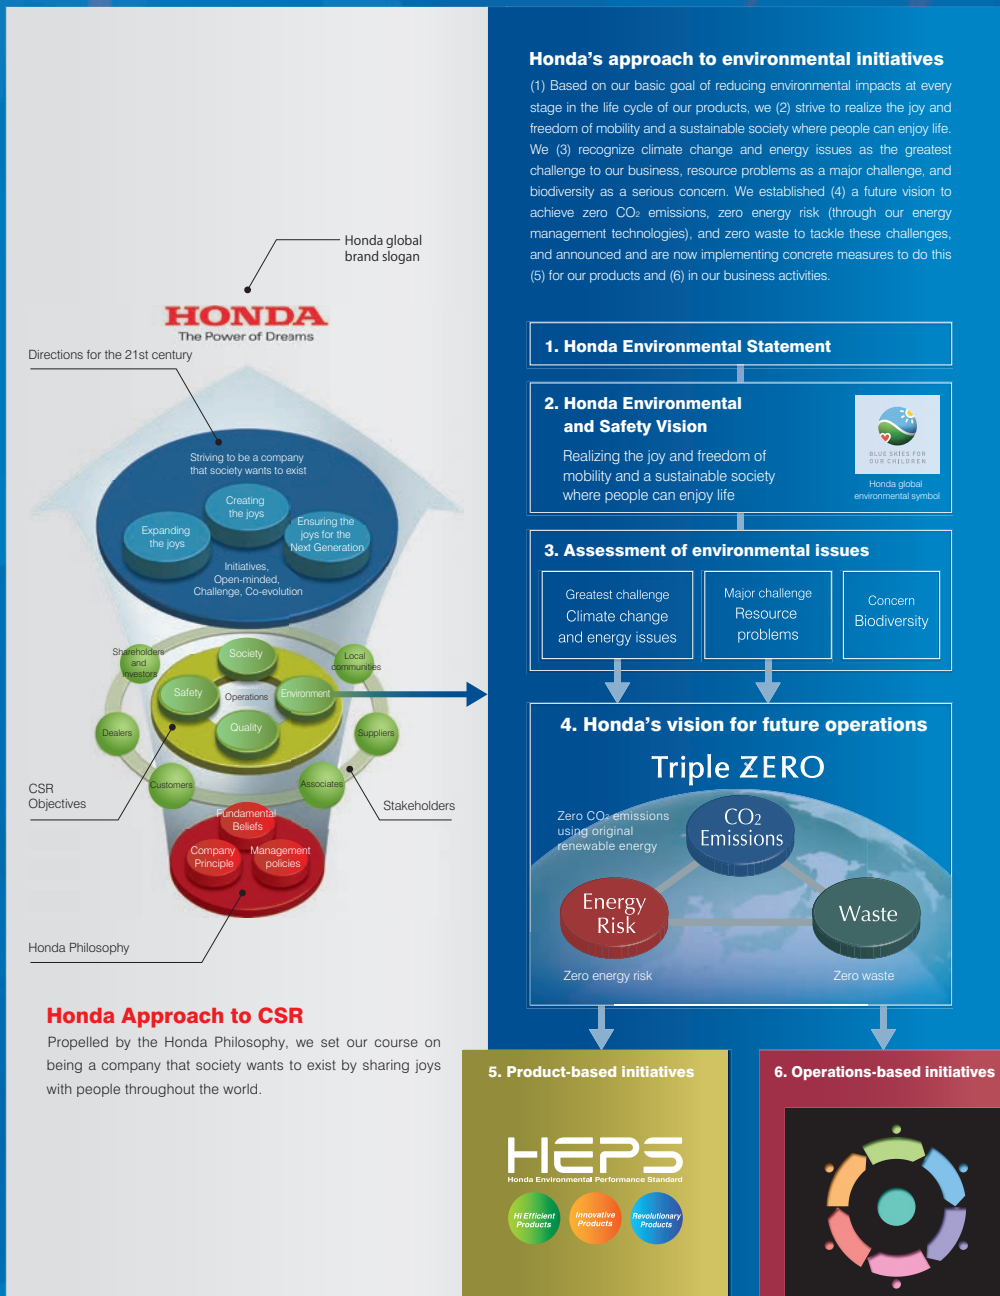 Honda global
brand slogan
HONDA
The Power of Dreams
Directions for the 21st century
Striving to be a company
that society wants to exist
Creating
the joys
Expanding
the joys
Ensuring the
joys for the
Next Generation
Initiatives,
Open-minded,
Challenge, Co-evolution
Shareholders
and
investors
Society
Local
communities
Safety
Operations
Environment
Dealers
Quality
Suppliers
Customers
Associates
CSR
Objectives
Stakeholders
Fundamental
Beliefs
Company
Principle
Management
policies
Honda Philosophy
Honda Approach to CSR
Propelled by the Honda Philosophy, we set our course on
being a company that society wants to exist by sharing joys
with people throughout the world.
Honda's approach to environmental initiatives
(1) Based on our basic goal of reducing environmental impacts at every
stage in the life cycle of our products, we (2) strive to realize the joy and
freedom of mobility and a sustainable society where people can enjoy life.
We (3) recognize climate change and energy issues as the greatest
challenge to our business, resource problems as a major challenge, and
biodiversity as a serious concern. We established (4) a future vision to
achieve zero CO₂ emissions, zero energy risk (through our energy
management technologies), and zero waste to tackle these challenges,
and announced and are now implementing concrete measures to do this
(5) for our products and (6) in our business activities.
1. Honda Environmental Statement
2. Honda Environmental
and Safety Vision
Realizing the joy and freedom of
mobility and a sustainable society
where people can enjoy life
BLUE SKIES FOR
OUR CHILDREN
Honda global
environmental symbol
3. Assessment of environmental issues
Greatest challenge
Climate change
and energy issues
Major challenge
Resource
problems
Concern
Biodiversity
4. Honda's vision for future operations
Triple ZERO
Zero CO₂ emissions
using original
renewable energy
CO₂
Emissions
Energy
Risk
Waste
Zero energy risk
Zero waste
5. Product-based initiatives
HEPS
Honda Environmental Performance Standard
Hi Efficient
Products
Innovative
Products
Revolutionary
Products
6. Operations-based initiatives